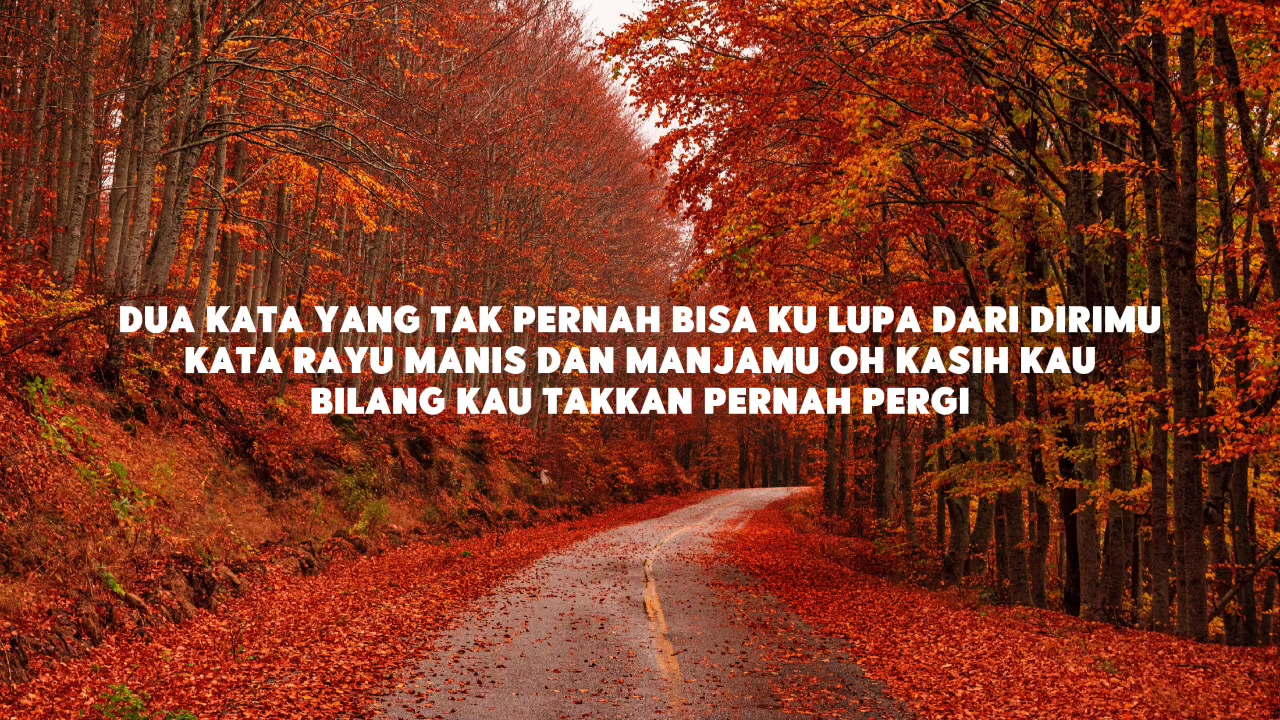 DUA KATA YANG TAK PERNAH BISA KU LUPA DARI DIRIMU
KATA RAYU MANIS DAN MANJAMU OH KASIH KAU
BILANG KAU TAKKAN PERNAH PERGI